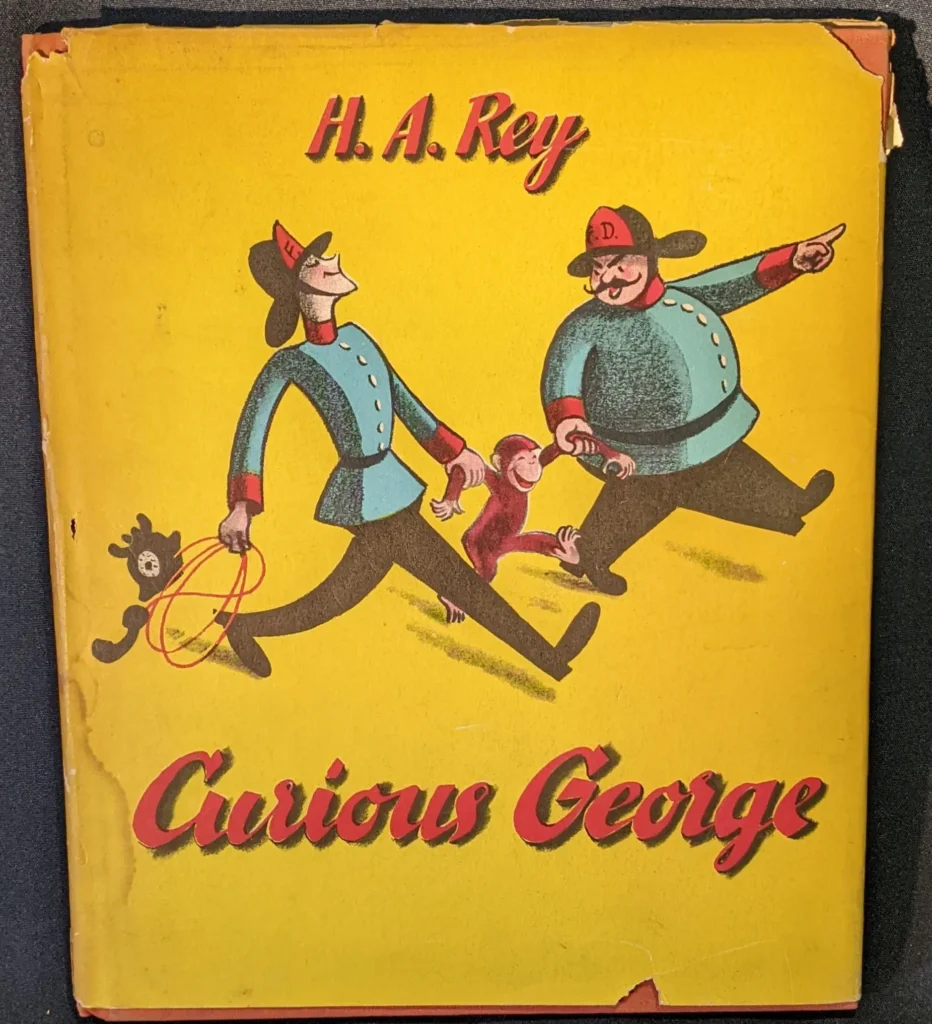 H. A. Rey
F.
F.D.
Curious George